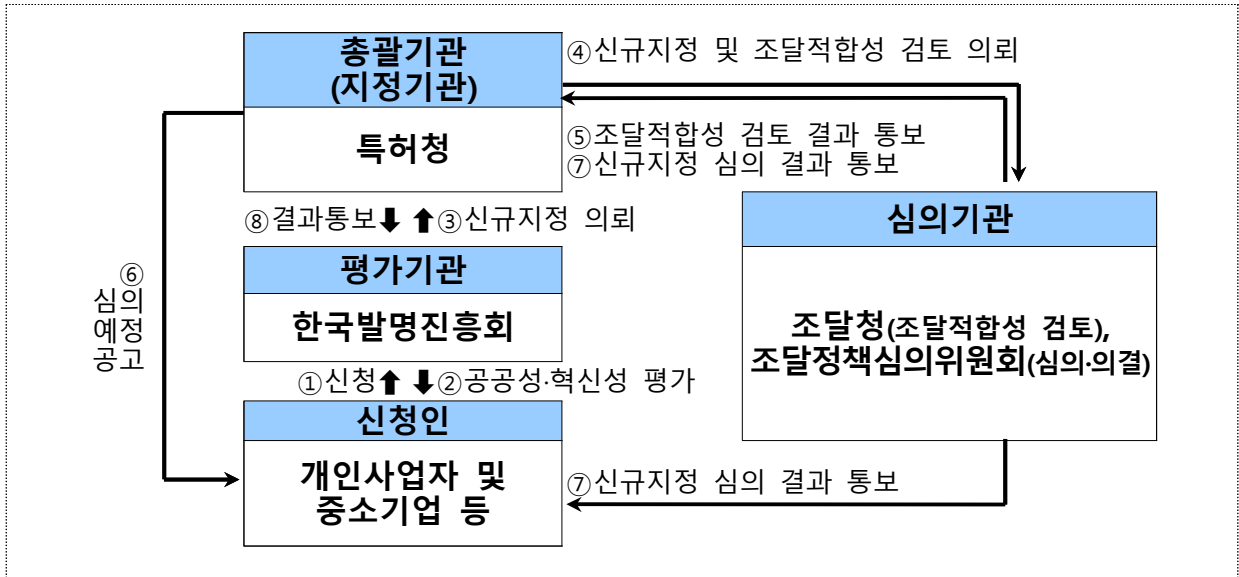 총괄기관
(지정기관)
특허청
④신규지정 및 조달적합성 검토 의뢰
⑤조달적합성 검토 결과 통보
⑦신규지정 심의 결과 통보
⑧결과통보⬇ ⬆③신규지정 의뢰
심의기관
조달청(조달적합성 검토),
조달정책심의위원회(심의·의결)
⑥
심의
예정
공고
평가기관
한국발명진흥회
①신청⬆ ⬇②공공성·혁신성 평가
신청인
개인사업자 및
중소기업 등
⑦신규지정 심의 결과 통보